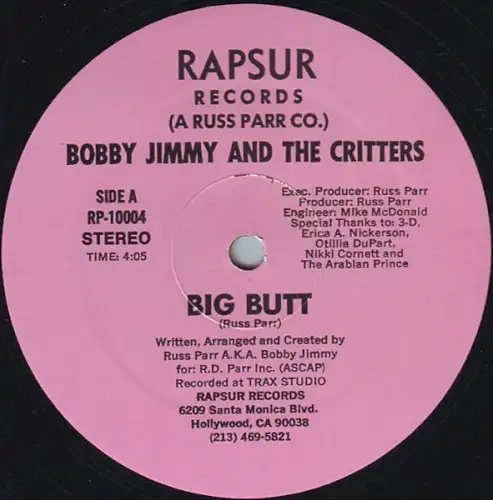 RAPSUR
RECORDS
(A RUSS PARR CO.)
BOBBY JIMMY AND THE CRITTERS
SIDE A
RP-10004
STEREO
TIME: 4:05
Exec. Producer: Russ Parr
Producer: Russ Parr
Engineer: Mike McDonald
Special Thanks to: 3-D,
Erica A. Nickerson,
Otillia DuPart,
Nikki Cornett and
The Arabian Prince
BIG BUTT
(Russ Parr)
Written, Arranged and Created by
Russ Parr A.K.A. Bobby Jimmy
for: R.D. Parr Inc. (ASCAP)
Recorded at TRAX STUDIO
RAPSUR RECORDS
6209 Santa Monica Blvd.
Hollywood, CA 90038
(213) 469-5821